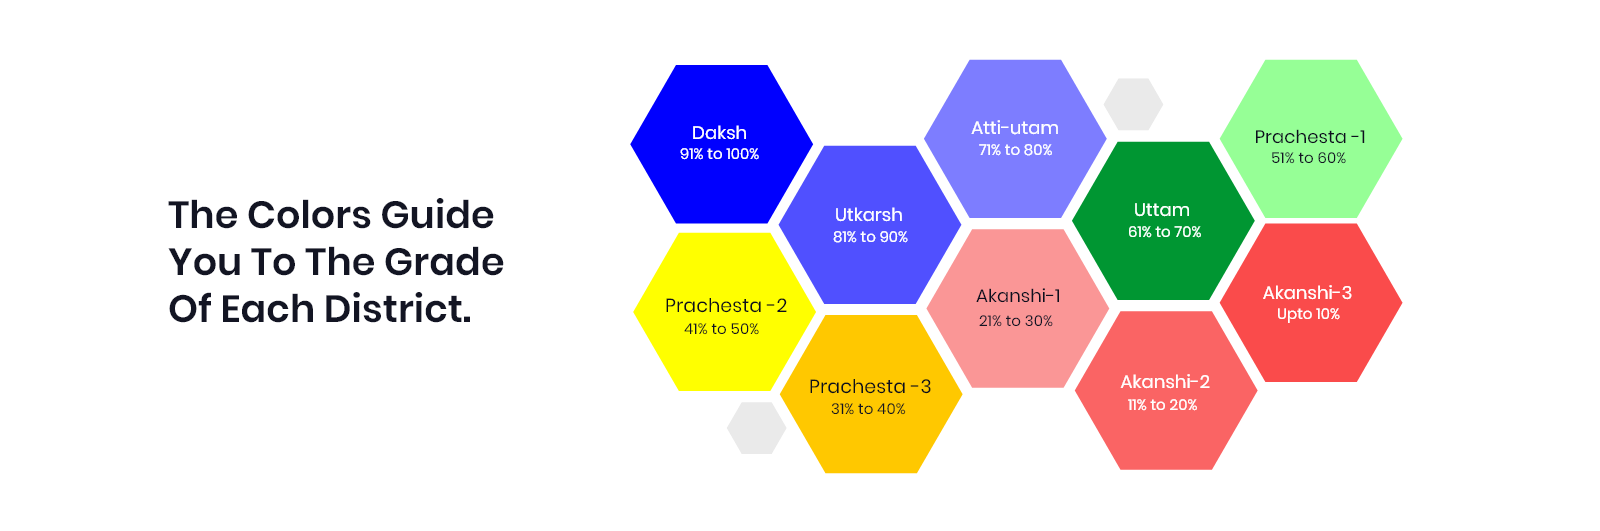 The Colors Guide
You To The Grade
Of Each District.
Daksh
91% to 100%
Utkarsh
81% to 90%
Atti-utam
71% to 80%
Uttam
61% to 70%
Prachesta -1
51% to 60%
Prachesta -2
41% to 50%
Prachesta -3
31% to 40%
Akanshi-1
21% to 30%
Akanshi-2
11% to 20%
Akanshi-3
Upto 10%